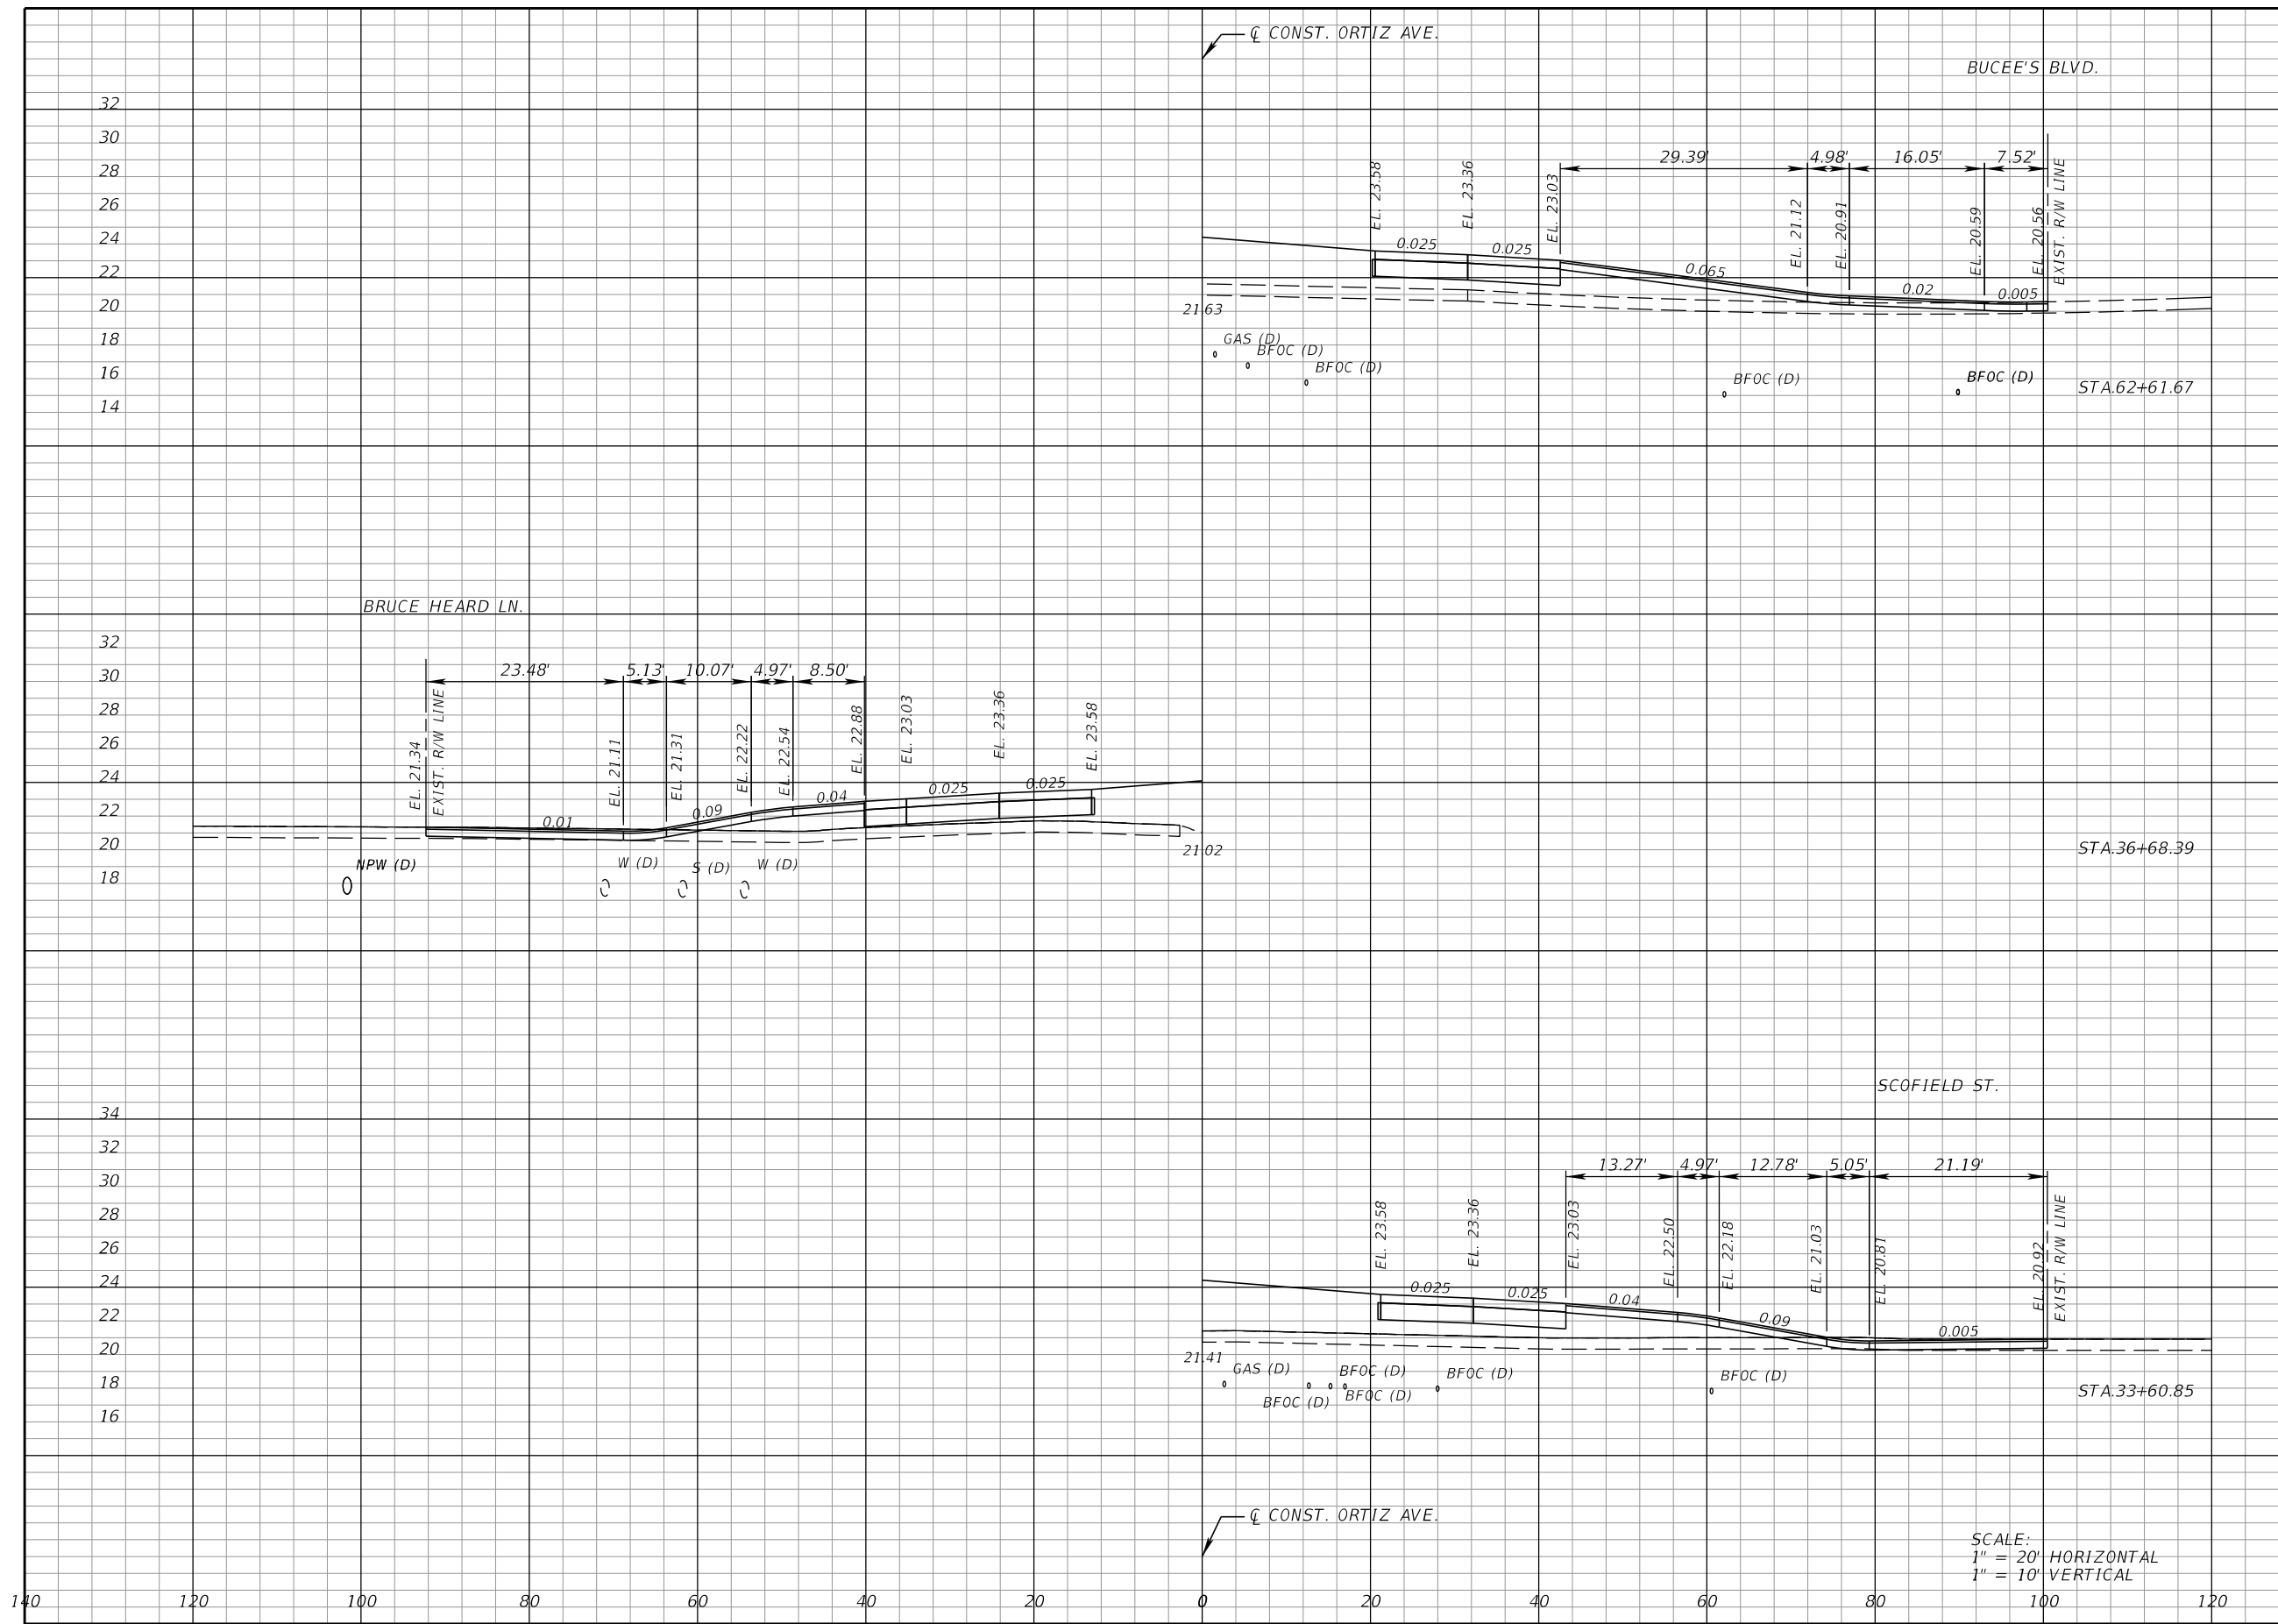 ℄ CONST. ORTIZ AVE.
BUCEE'S BLVD.
32
30
28
26
24
22
20
18
16
14
29.39'
4.98'
16.05'
7.52'
EL. 23.58
EL. 23.36
EL. 23.03
EL. 21.12
EL. 20.91
EL. 20.59
EL. 20.56
EXIST. R/W LINE
0.025
0.025
0.065
0.02
0.005
21.63
GAS (D)
BFOC (D)
BFOC (D)
BFOC (D)
BFOC (D)
STA.62+61.67
BRUCE HEARD LN.
32
30
28
26
24
22
20
18
23.48'
5.13'
10.07'
4.97'
8.50'
EL. 21.34
EXIST. R/W LINE
EL. 21.11
EL. 21.31
EL. 22.22
EL. 22.54
EL. 22.88
EL. 23.03
EL. 23.36
EL. 23.58
0.01
0.09
0.04
0.025
0.025
21.02
NPW (D)
W (D)
S (D)
W (D)
STA.36+68.39
SCOFIELD ST.
34
32
30
28
26
24
22
20
18
16
13.27'
4.97'
12.78'
5.05'
21.19'
EL. 23.58
EL. 23.36
EL. 23.03
EL. 22.50
EL. 22.18
EL. 21.03
EL. 20.81
EL. 20.92
EXIST. R/W LINE
0.025
0.025
0.04
0.09
0.005
21.41
GAS (D)
BFOC (D)
BFOC (D)
BFOC (D)
BFOC (D)
BFOC (D)
STA.33+60.85
℄ CONST. ORTIZ AVE.
SCALE:
1" = 20' HORIZONTAL
1" = 10' VERTICAL
140 120 100 80 60 40 20 0 20 40 60 80 100 120